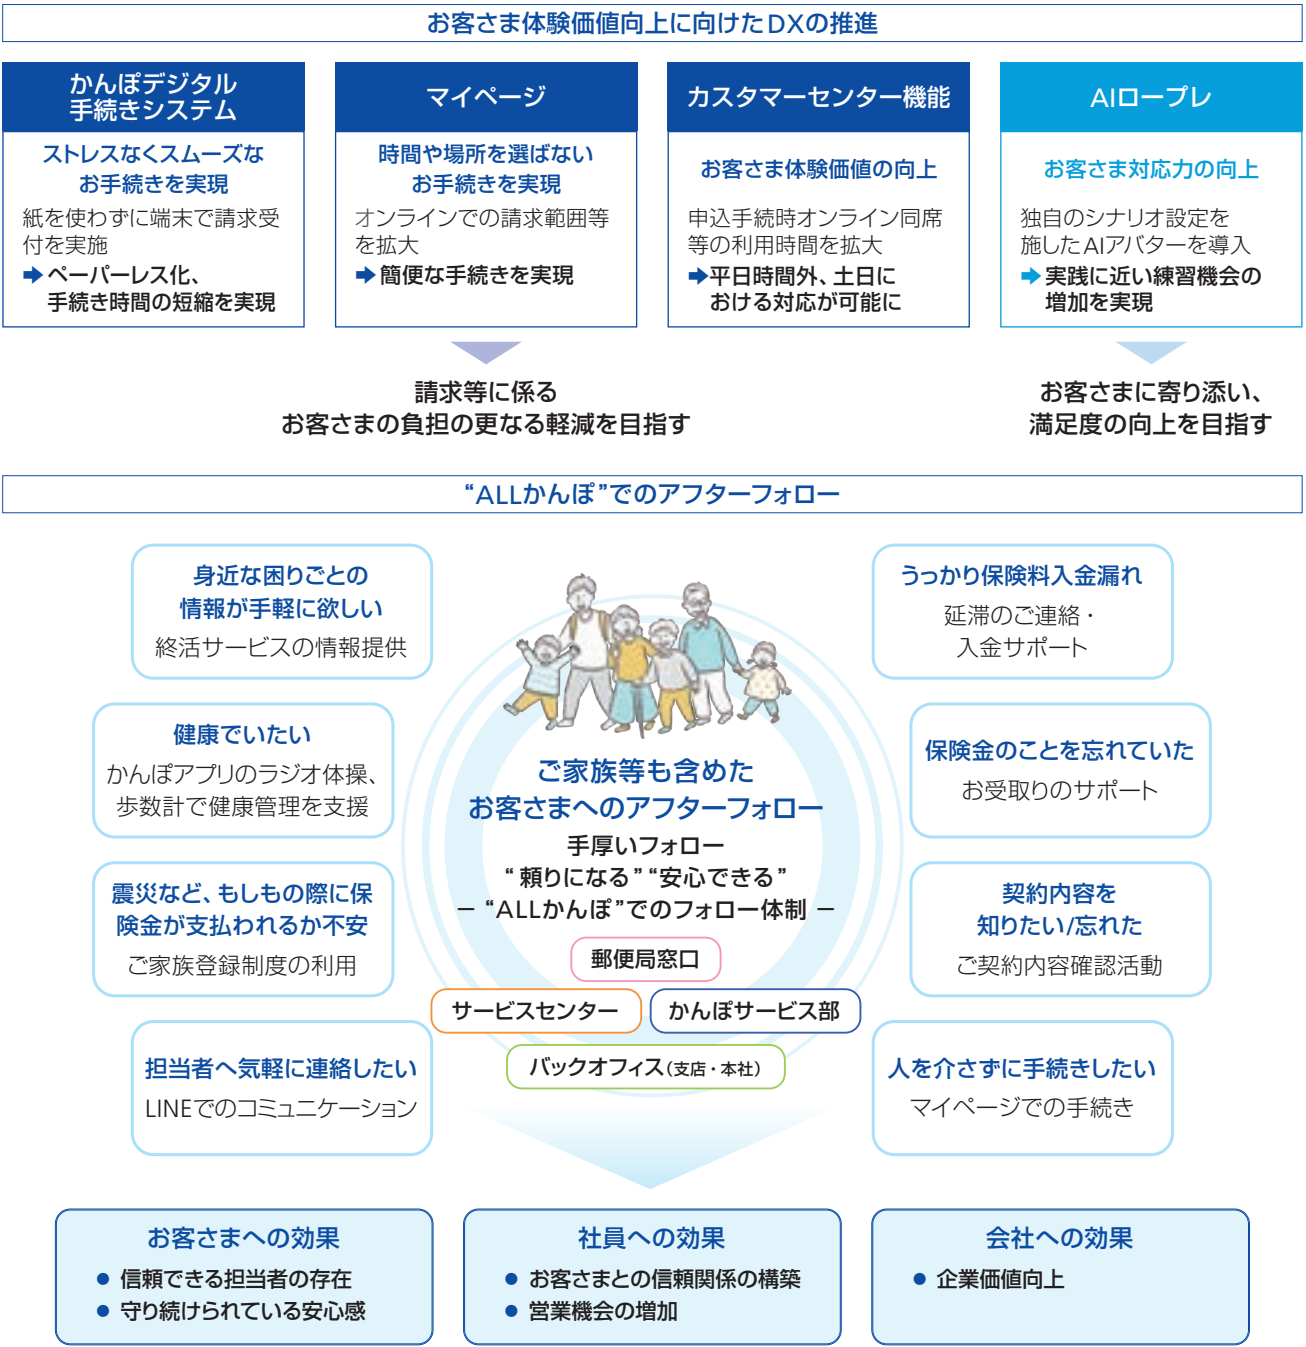 お客さま体験価値向上に向けたDXの推進
かんぽデジタル
手続きシステム
ストレスなくスムーズな
お手続きを実現
紙を使わずに端末で請求受
付を実施
➡ペーパーレス化、
手続き時間の短縮を実現
マイページ
時間や場所を選ばない
お手続きを実現
オンラインでの請求範囲等
を拡大
➡簡便な手続きを実現
カスタマーセンター機能
お客さま体験価値の向上
申込手続時オンライン同席
等の利用時間を拡大
➡平日時間外、土日に
おける対応が可能に
AIロープレ
お客さま対応力の向上
独自のシナリオ設定を
施したAIアバターを導入
➡実践に近い練習機会の
増加を実現
請求等に係る
お客さまの負担の更なる軽減を目指す
お客さまに寄り添い、
満足度の向上を目指す
“ALLかんぽ”でのアフターフォロー
身近な困りごとの
情報が手軽に欲しい
終活サービスの情報提供
健康でいたい
かんぽアプリのラジオ体操、
歩数計で健康管理を支援
震災など、もしもの際に保
険金が支払われるか不安
ご家族登録制度の利用
担当者へ気軽に連絡したい
LINEでのコミュニケーション
ご家族等も含めた
お客さまへのアフターフォロー
手厚いフォロー
“頼りになる”“安心できる”
－“ALLかんぽ”でのフォロー体制－
郵便局窓口
サービスセンター
かんぽサービス部
バックオフィス(支店・本社)
うっかり保険料入金漏れ
延滞のご連絡・
入金サポート
保険金のことを忘れていた
お受取りのサポート
契約内容を
知りたい/忘れた
ご契約内容確認活動
人を介さずに手続きしたい
マイページでの手続き
お客さまへの効果
● 信頼できる担当者の存在
● 守り続けられている安心感
社員への効果
● お客さまとの信頼関係の構築
● 営業機会の増加
会社への効果
● 企業価値向上